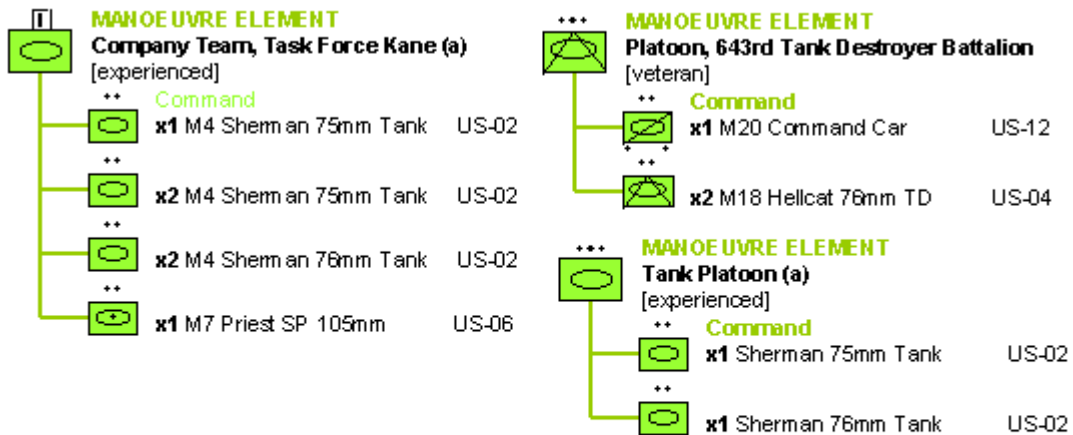 MANOEUVRE ELEMENT
Company Team, Task Force Kane (a)
[experienced]
Command
x1 M4 Sherman 75mm Tank US-02
x2 M4 Sherman 75mm Tank US-02
x2 M4 Sherman 76mm Tank US-02
x1 M7 Priest SP 105mm US-06
MANOEUVRE ELEMENT
Platoon, 643rd Tank Destroyer Battalion
[veteran]
Command
x1 M20 Command Car US-12
x2 M18 Hellcat 76mm TD US-04
MANOEUVRE ELEMENT
Tank Platoon (a)
[experienced]
Command
x1 Sherman 75mm Tank US-02
x1 Sherman 76mm Tank US-02